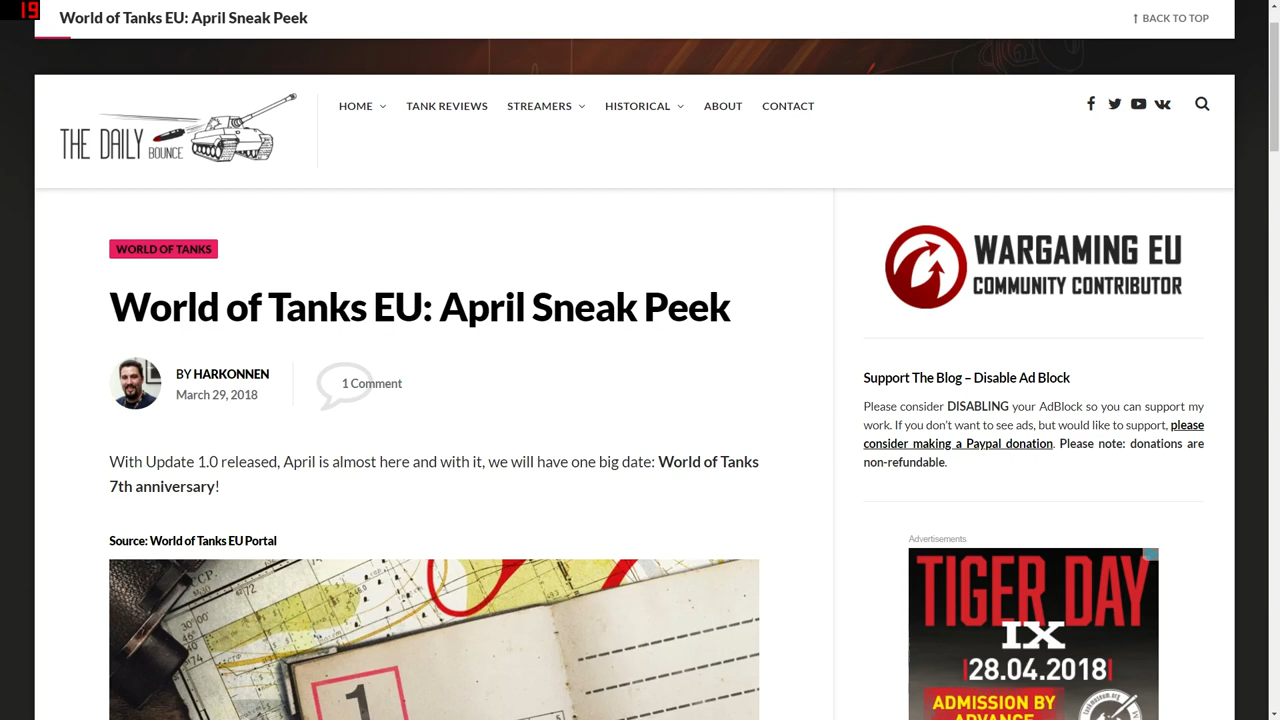 19
World of Tanks EU: April Sneak Peek
BACK TO TOP
THE DAILY BOUNCE
HOME
TANK REVIEWS
STREAMERS
HISTORICAL
ABOUT
CONTACT
WORLD OF TANKS
World of Tanks EU: April Sneak Peek
BY HARKONNEN
March 29, 2018
1 Comment
With Update 1.0 released, April is almost here and with it, we will have one big date: World of Tanks
7th anniversary!
Source: World of Tanks EU Portal
72
1
WARGAMING EU
COMMUNITY CONTRIBUTOR
Support The Blog – Disable Ad Block
Please consider DISABLING your AdBlock so you can support my
work. If you don't want to see ads, but would like to support, please
consider making a Paypal donation. Please note: donations are
non-refundable.
Advertisements
TIGER DAY
IX
28.04.2018
ADMISSION BY
ADVANCE